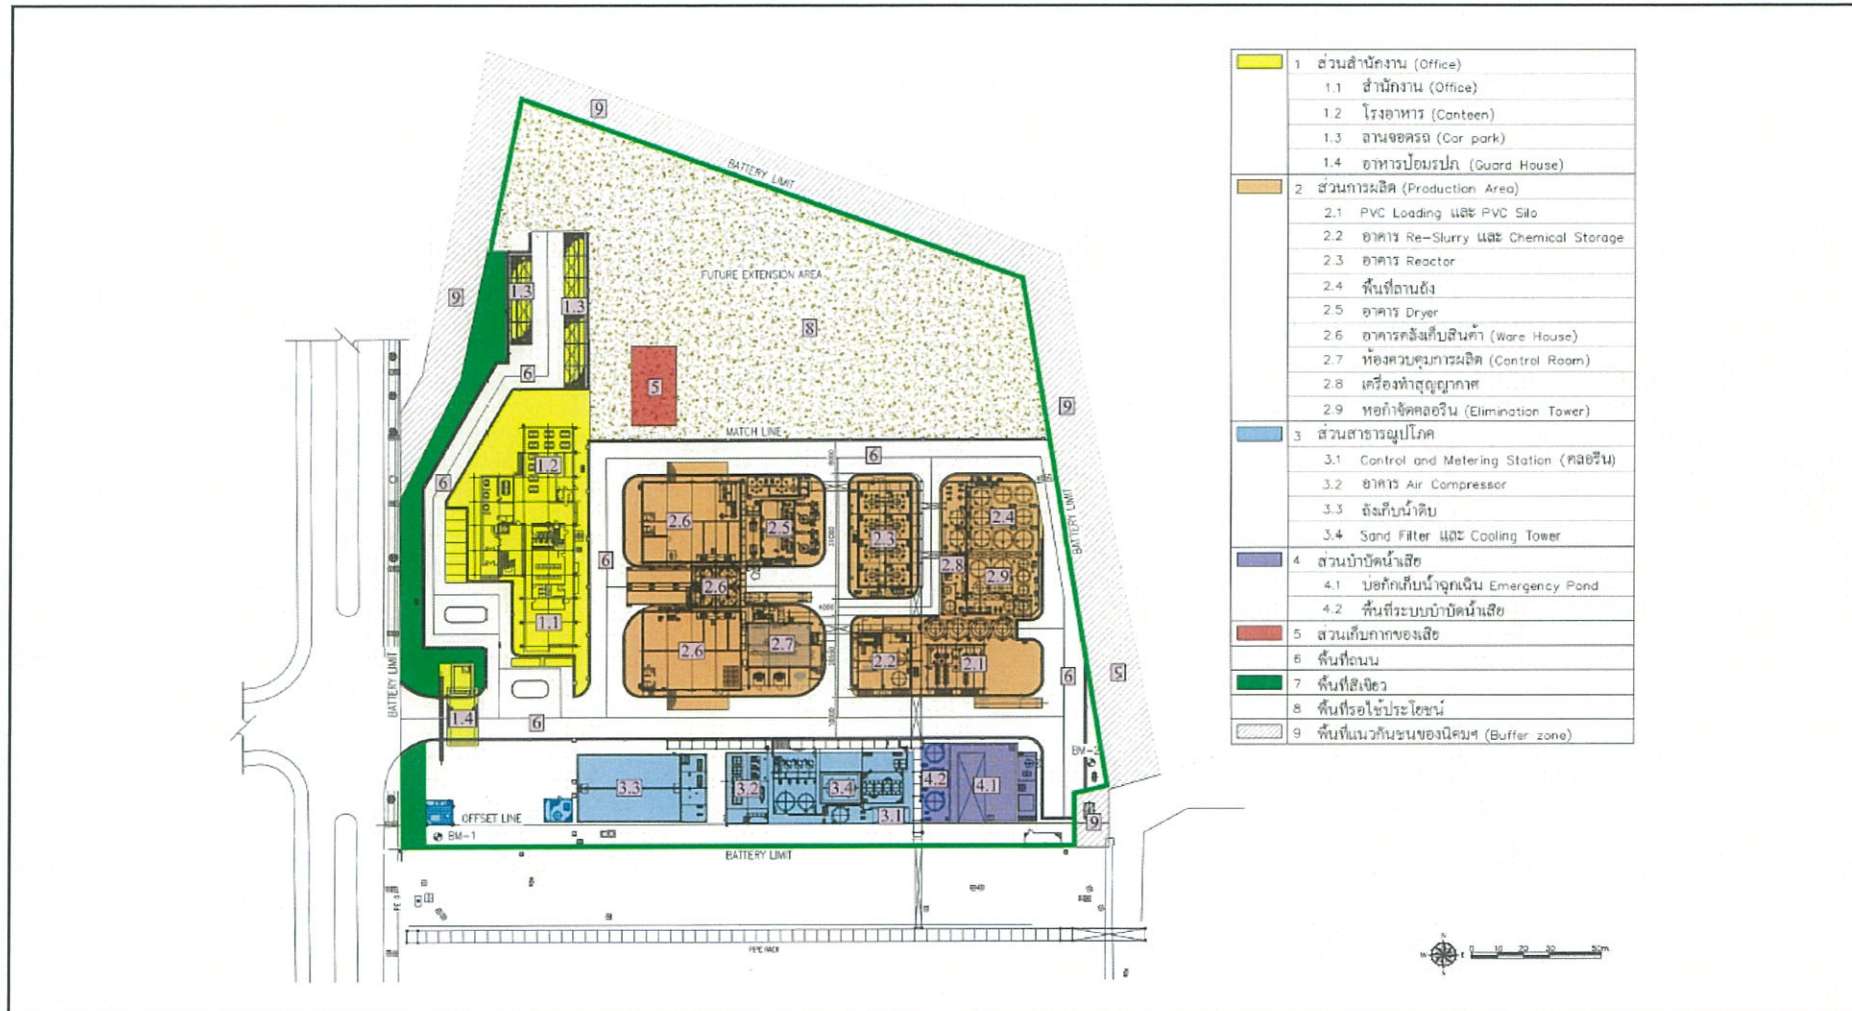 9
BATTERY LIMIT
FUTURE EXTENSION AREA
1.3
1.3
9
8
6
5
9
MATCH LINE
1.2
6
6
2.6
2.5
2.3
2.4
BATTERY LIMIT
6
2.6
2.8
2.9
4000
1.1
2.6
2.7
2.2
2.1
6
5
BATTERY LIMIT
1.4
6
10000
BM-2
3.3
3.2
3.4
3.1
4.2
4.1
9
OFFSET LINE
BM-1
BATTERY LIMIT
PIPE RACK
1 ส่วนสำนักงาน (Office)
1.1 สำนักงาน (Office)
1.2 โรงอาหาร (Canteen)
1.3 ลานจอดรถ (Car park)
1.4 อาหารป้อมรปภ (Guard House)
2 ส่วนการผลิต (Production Area)
2.1 PVC Loading และ PVC Silo
2.2 อาคาร Re-Slurry และ Chemical Storage
2.3 อาคาร Reactor
2.4 พื้นที่ลานถัง
2.5 อาคาร Dryer
2.6 อาคารคลังเก็บสินค้า (Ware House)
2.7 ห้องควบคุมการผลิต (Control Room)
2.8 เครื่องทำสุญญากาศ
2.9 หอกำจัดคลอรีน (Elimination Tower)
3 ส่วนสาธารณูปโภค
3.1 Control and Metering Station (คลอรีน)
3.2 อาคาร Air Compressor
3.3 ถังเก็บน้ำดิบ
3.4 Sand Filter และ Cooling Tower
4 ส่วนบำบัดน้ำเสีย
4.1 บ่อกักเก็บน้ำฉุกเฉิน Emergency Pond
4.2 พื้นที่ระบบบำบัดน้ำเสีย
5 ส่วนเก็บกากของเสีย
6 พื้นที่ถนน
7 พื้นที่สีเขียว
8 พื้นที่รอใช้ประโยชน์
9 พื้นที่แนวกันชนของนิคมฯ (Buffer zone)
N
W E
0 10 20 30 50m.